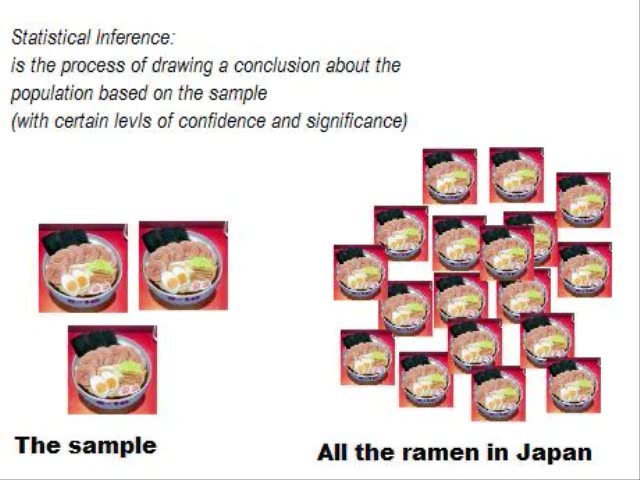 Statistical Inference:
is the process of drawing a conclusion about the
population based on the sample
(with certain levls of confidence and significance)
The sample
All the ramen in Japan